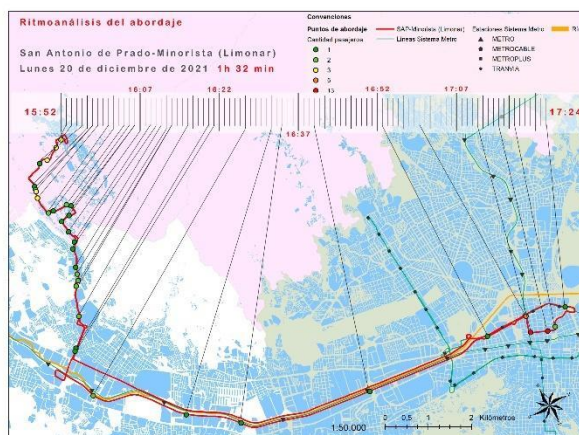 Ritmoanálisis del abordaje
San Antonio de Prado-Minorista (Limonar)
Lunes 20 de diciembre de 2021 1h 32 min
Convenciones
Puntos de abordaje
Cantidad pasajeros
1
2
3
5
13
SAP-Minorista (Limonar)
Líneas Sistema Metro
Estaciones Sistema Metro
METRO
METROCABLE
METROPLUS
TRANVIA
15:52
16:07
16:22
16:37
16:52
17:07
17:24
1:50.000
0 0,5 1 2
Kilómetros